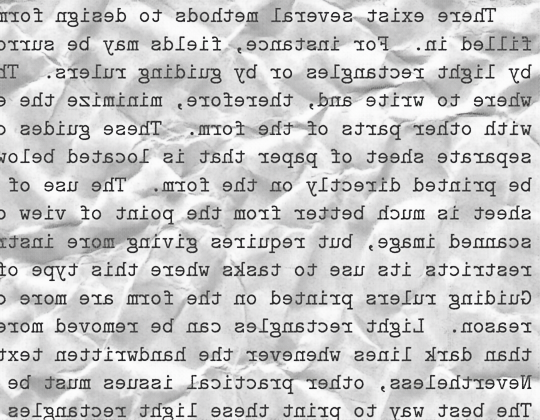 There exist several methods to design form
filled in. For instance, fields may be surro
by light rectangles or by guiding rulers. Th
where to write and, therefore, minimize the e
with other parts of the form. These guides c
separate sheet of paper that is located below
be printed directly on the form. The use of
sheet is much better from the point of view o
scanned image, but requires giving more instr
restricts its use to tasks where this type of
Guiding rulers printed on the form are more c
reason. Light rectangles can be removed more
than dark lines whenever the handwritten text
Nevertheless, other practical issues must be
The best way to print these light rectangles